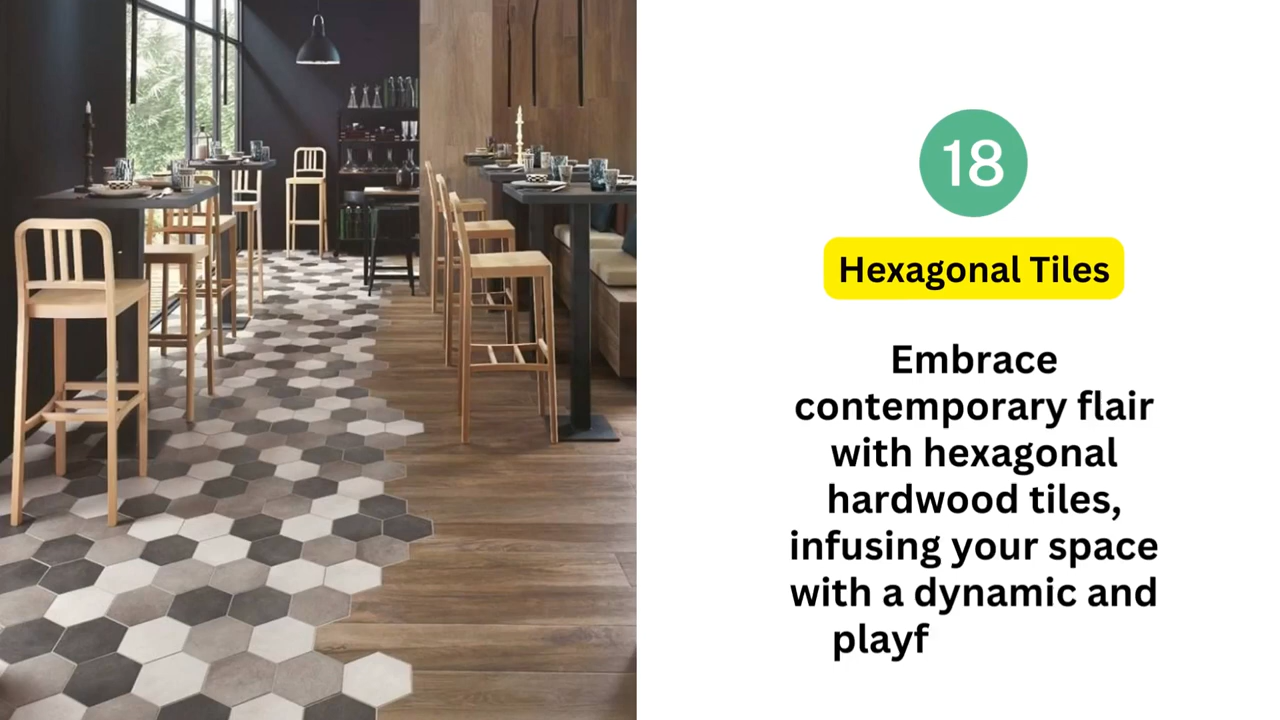 18
Hexagonal Tiles
Embrace
contemporary flair
with hexagonal
hardwood tiles,
infusing your space
with a dynamic and
playf